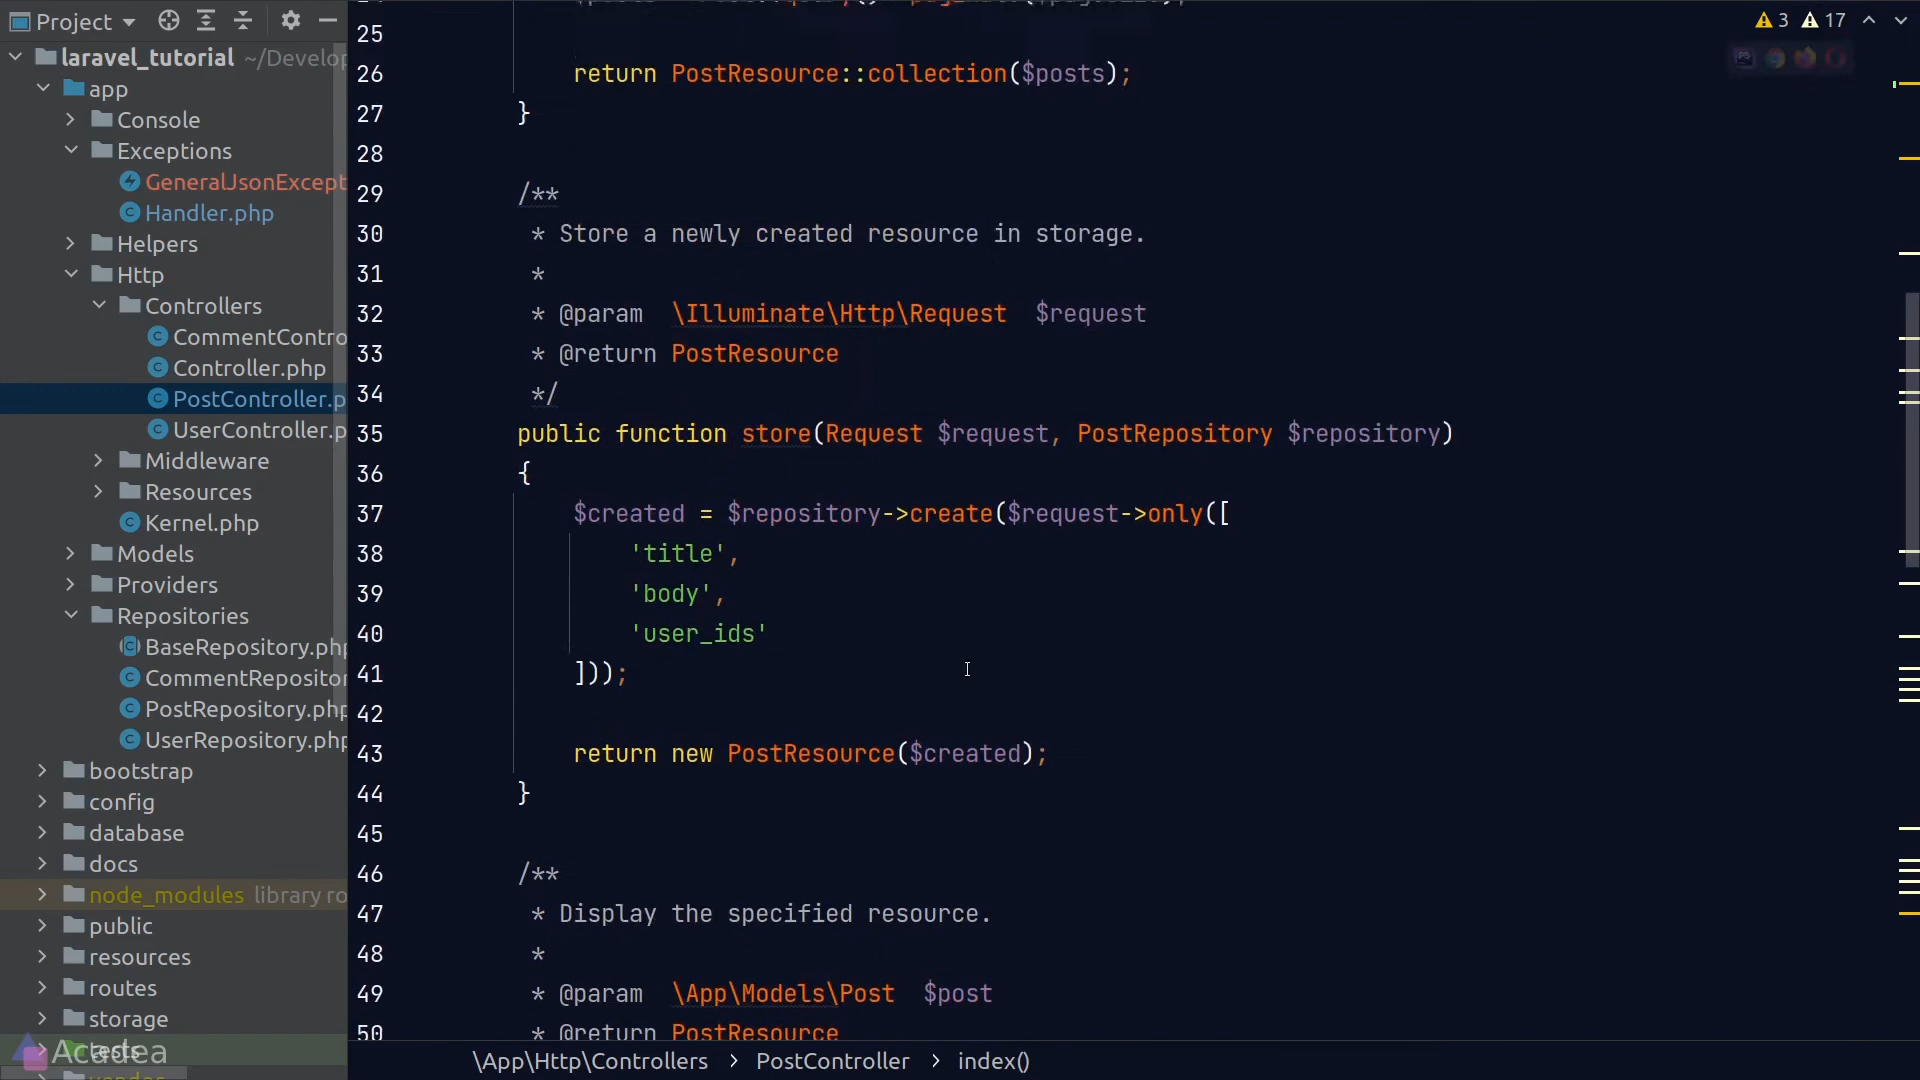 Project
3 17
laravel_tutorial ~/Develop
app
Console
Exceptions
GeneralJsonExcept
Handler.php
Helpers
Http
Controllers
CommentContro
Controller.php
PostController.p
UserController.p
Middleware
Resources
Kernel.php
Models
Providers
Repositories
BaseRepository.php
CommentRepositor
PostRepository.php
UserRepository.php
bootstrap
config
database
docs
node_modules library ro
public
resources
routes
storage
tests
Acadea
25
26 return PostResource::collection($posts);
27 }
28
29 /**
30 * Store a newly created resource in storage.
31 *
32 * @param \Illuminate\Http\Request $request
33 * @return PostResource
34 */
35 public function store(Request $request, PostRepository $repository)
36 {
37 $created = $repository->create($request->only([
38 'title',
39 'body',
40 'user_ids'
41 ]));
42
43 return new PostResource($created);
44 }
45
46 /**
47 * Display the specified resource.
48 *
49 * @param \App\Models\Post $post
50 * @return PostResource
\App\Http\Controllers > PostController > index()